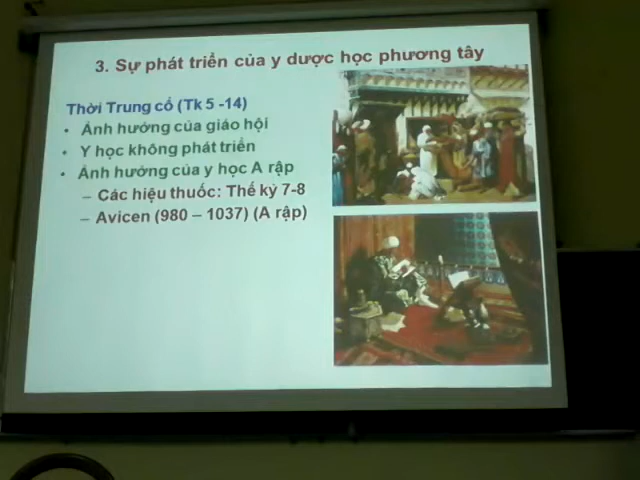 3. Sự phát triển của y dược học phương tây
Thời Trung cổ (Tk 5 -14)
• Ảnh hưởng của giáo hội
• Y học không phát triển
• Ảnh hưởng của y học A rập
– Các hiệu thuốc: Thế kỷ 7-8
– Avicen (980 – 1037) (A rập)